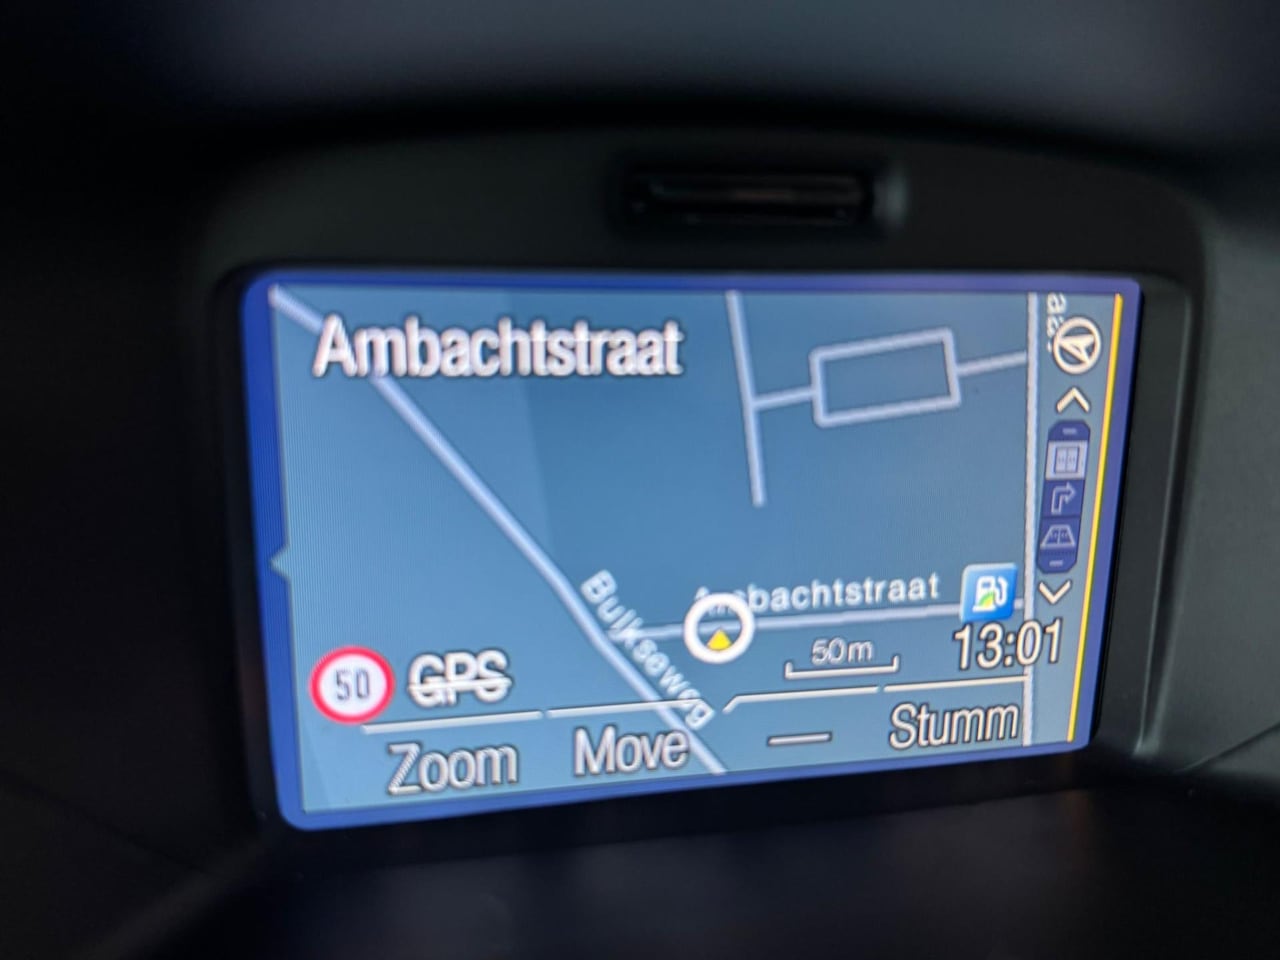 Ambachtstraat
Buijkseweg
bachtstraat
50 GPS
50m
13:01
Zoom Move Stumm